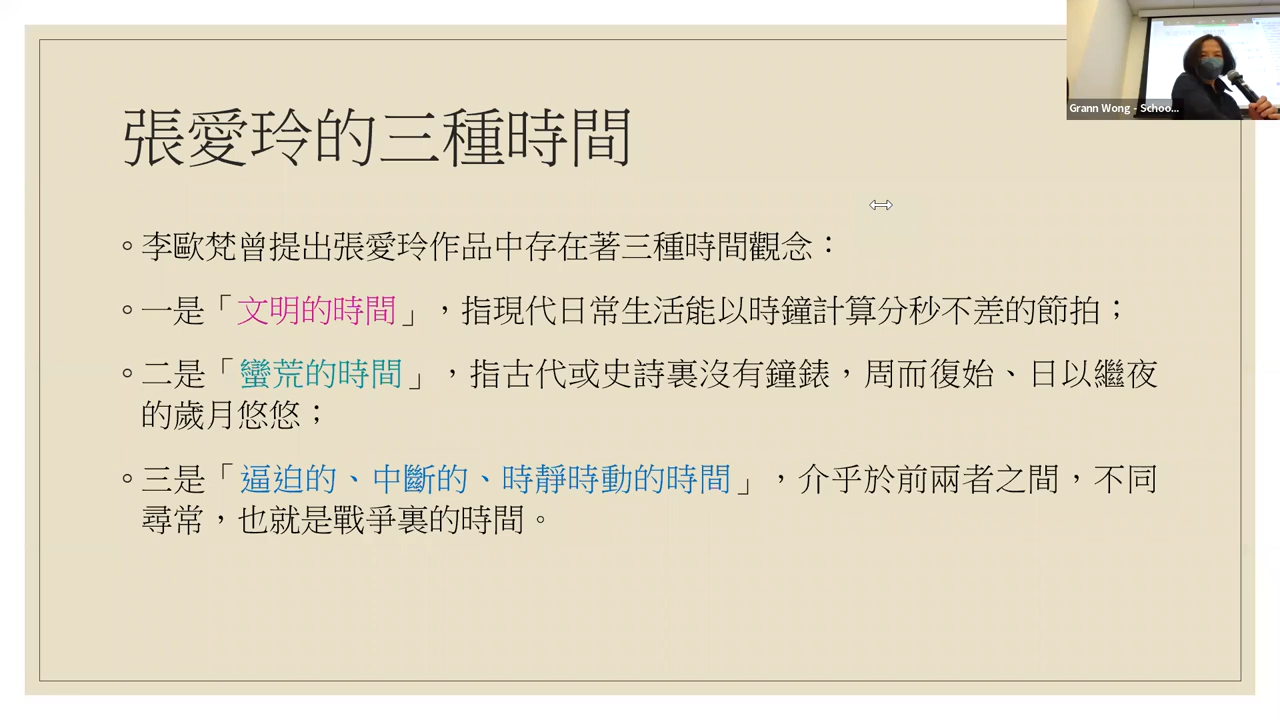 張愛玲的三種時間
Grann Wong - Schoo...
李歐梵曾提出張愛玲作品中存在著三種時間觀念：
一是「文明的時間」，指現代日常生活能以時鐘計算分秒不差的節拍；
二是「蠻荒的時間」，指古代或史詩裏沒有鐘錶，周而復始、日以繼夜
的歲月悠悠；
三是「逼迫的、中斷的、時靜時動的時間」，介乎於前兩者之間，不同
尋常，也就是戰爭裏的時間。